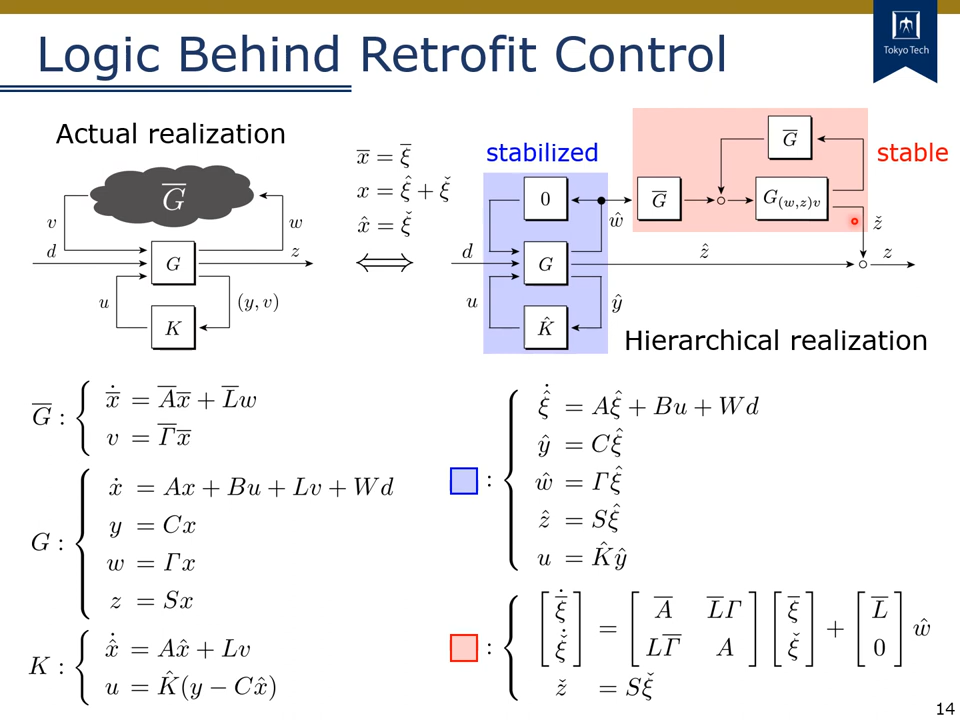 Logic Behind Retrofit Control
Tokyo Tech
Actual realization
G̅
v
w
d
z
G
u
(y, v)
K
x̅ = ξ̅
x = ξ̂ + ξ̌
x̂ = ξ̌
⟺
stabilized
stable
0
ŵ
G̅
G̅
G₍w,z₎v
ž
d
G
ẑ
z
u
ŷ
K̂
Hierarchical realization
G̅ : { ẋ̅ = A̅x̅ + L̅w
v = Γ̅x̅
G : { ẋ = Ax + Bu + Lv + Wd
y = Cx
w = Γx
z = Sx
K : { x̂̇ = Ax̂ + Lv
u = K̂(y − Cx̂)
: { ξ̂̇ = Aξ̂ + Bu + Wd
ŷ = Cξ̂
ŵ = Γξ̂
ẑ = Sξ̂
u = K̂ŷ
: { [ξ̅̇ ; ξ̌̇] = [A̅ L̅Γ ; LΓ̅ A] [ξ̅ ; ξ̌] + [L̅ ; 0] ŵ
ž = Sξ̌
14